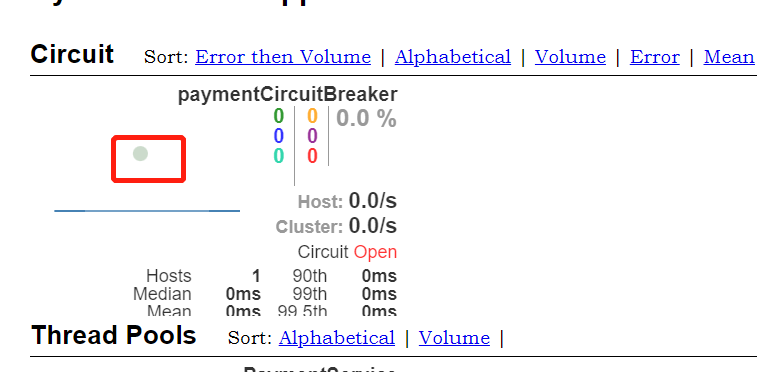 Circuit Sort: Error then Volume | Alphabetical | Volume | Error | Mean
paymentCircuitBreaker
0 0 0.0 %
0 0
0 0
Host: 0.0/s
Cluster: 0.0/s
Circuit Open
Hosts 1 90th 0ms
Median 0ms 99th 0ms
Mean 0ms 99.5th 0ms
Thread Pools Sort: Alphabetical | Volume |
PaymentService